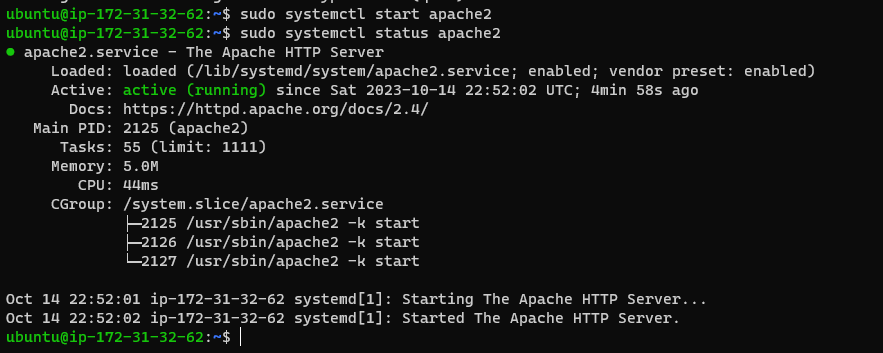 ubuntu@ip-172-31-32-62:~$ sudo systemctl start apache2
ubuntu@ip-172-31-32-62:~$ sudo systemctl status apache2
● apache2.service - The Apache HTTP Server
     Loaded: loaded (/lib/systemd/system/apache2.service; enabled; vendor preset: enabled)
     Active: active (running) since Sat 2023-10-14 22:52:02 UTC; 4min 58s ago
       Docs: https://httpd.apache.org/docs/2.4/
   Main PID: 2125 (apache2)
      Tasks: 55 (limit: 1111)
     Memory: 5.0M
        CPU: 44ms
     CGroup: /system.slice/apache2.service
             ├─2125 /usr/sbin/apache2 -k start
             ├─2126 /usr/sbin/apache2 -k start
             └─2127 /usr/sbin/apache2 -k start

Oct 14 22:52:01 ip-172-31-32-62 systemd[1]: Starting The Apache HTTP Server...
Oct 14 22:52:02 ip-172-31-32-62 systemd[1]: Started The Apache HTTP Server.
ubuntu@ip-172-31-32-62:~$